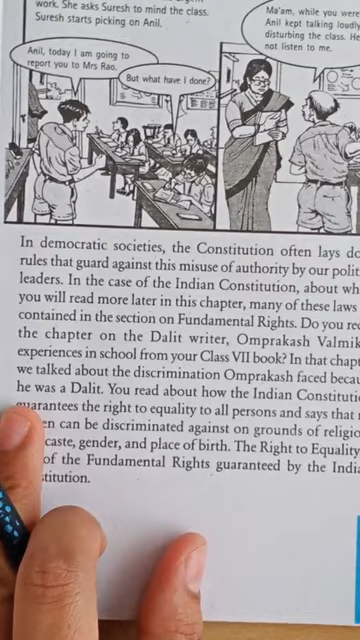 work. She asks Suresh to mind the class.
Suresh starts picking on Anil.
Anil, today I am going to
report you to Mrs Rao.
But what have I done?
Ma'am, while you were
Anil kept talking loudly
disturbing the class. He
not listen to me.
In democratic societies, the Constitution often lays do
rules that guard against this misuse of authority by our polit
leaders. In the case of the Indian Constitution, about wh
you will read more later in this chapter, many of these laws
contained in the section on Fundamental Rights. Do you rec
the chapter on the Dalit writer, Omprakash Valmik
experiences in school from your Class VII book? In that chapt
we talked about the discrimination Omprakash faced becau
he was a Dalit. You read about how the Indian Constituti
guarantees the right to equality to all persons and says that
en can be discriminated against on grounds of religio
caste, gender, and place of birth. The Right to Equality
of the Fundamental Rights guaranteed by the India
stitution.